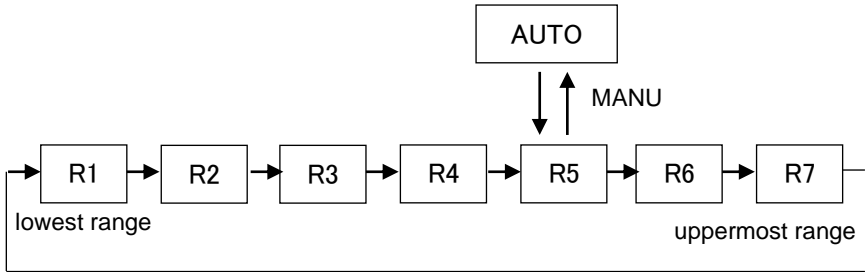 AUTO
MANU
R1 R2 R3 R4 R5 R6 R7
lowest range
uppermost range